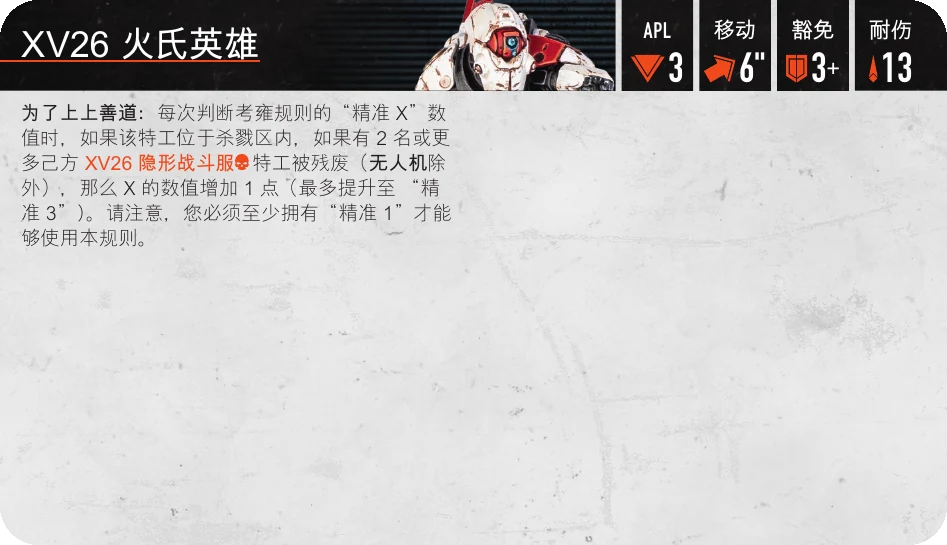 XV26 火氏英雄
APL
3
移动
6"
豁免
3+
耐伤
13
为了上上善道：每次判断考雍规则的“精准 X”数
值时，如果该特工位于杀戮区内，如果有 2 名或更
多己方 XV26 隐形战斗服特工被残废（无人机除
外），那么 X 的数值增加 1 点（最多提升至 “精
准 3”）。请注意，您必须至少拥有“精准 1”才能
够使用本规则。